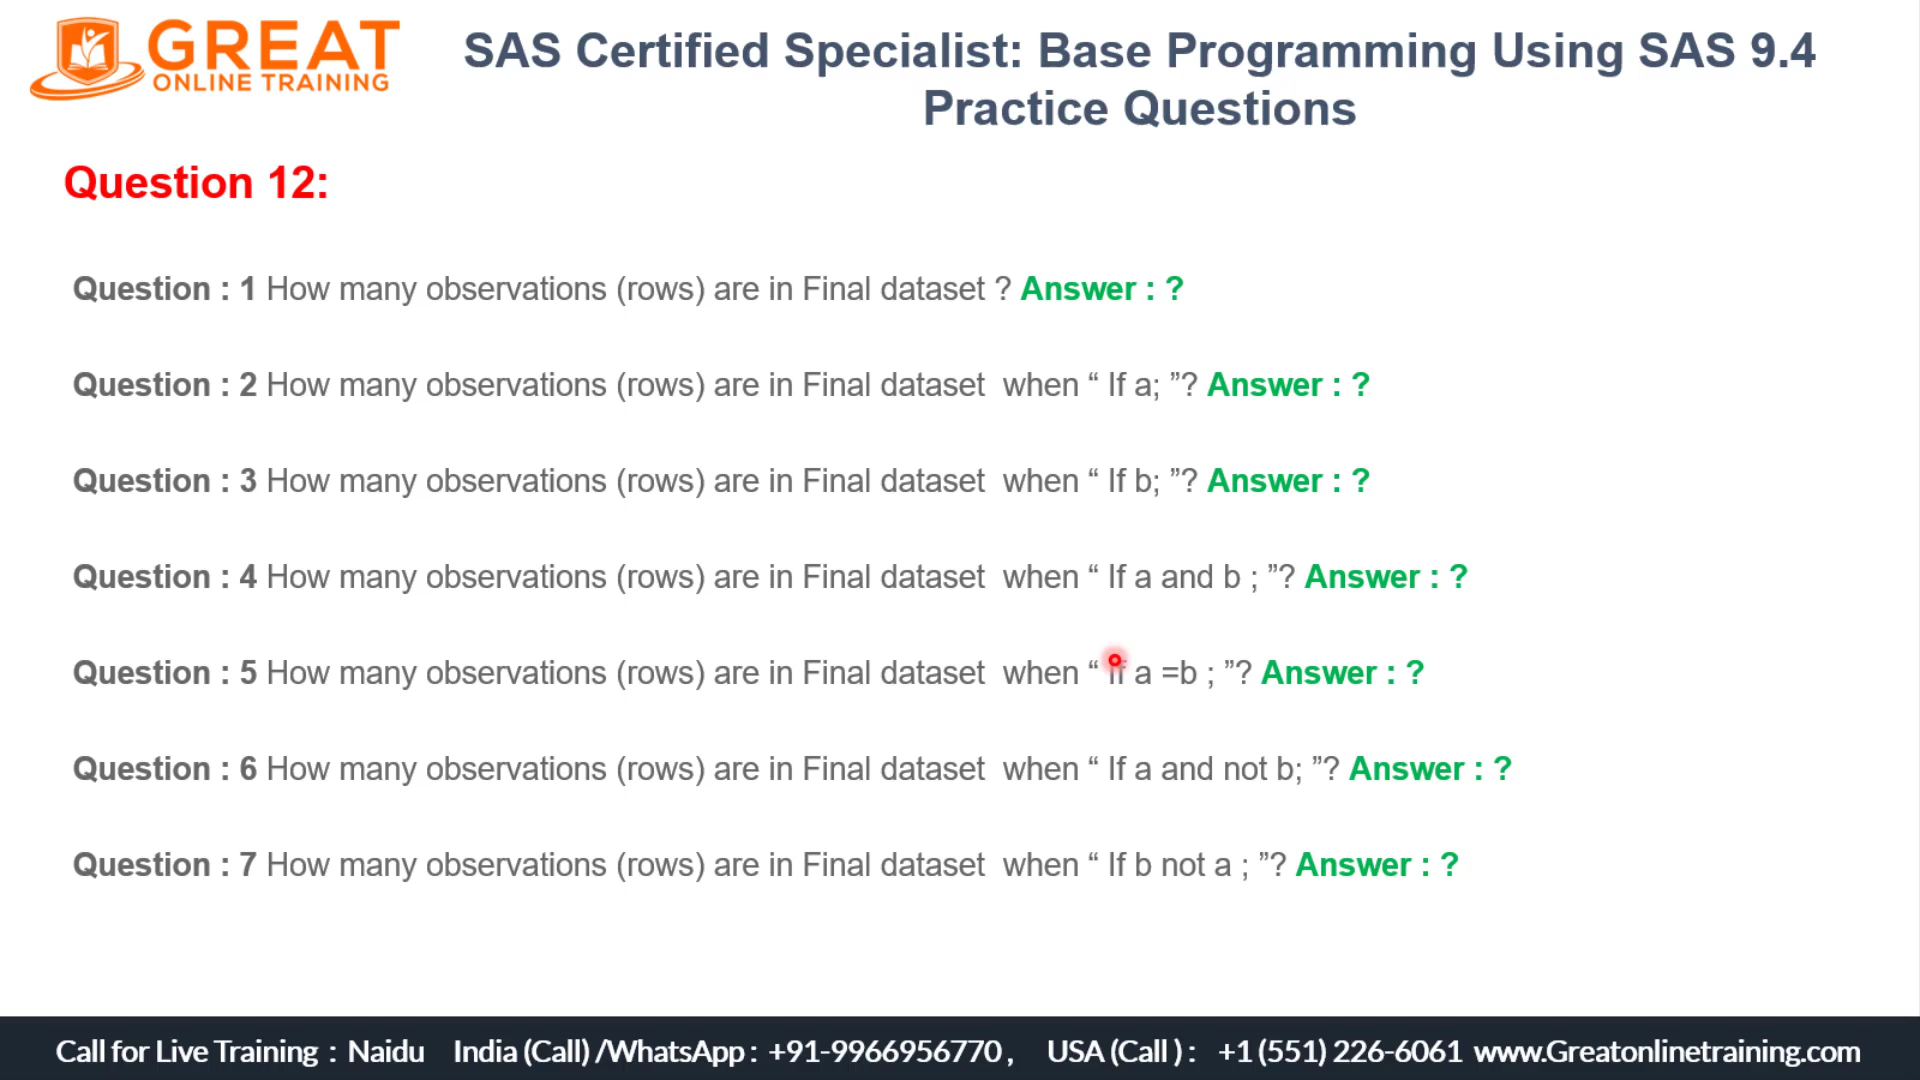 GREAT
ONLINE TRAINING
SAS Certified Specialist: Base Programming Using SAS 9.4
Practice Questions
Question 12:
Question : 1 How many observations (rows) are in Final dataset ? Answer : ?
Question : 2 How many observations (rows) are in Final dataset  when “ If a; ”? Answer : ?
Question : 3 How many observations (rows) are in Final dataset  when “ If b; ”? Answer : ?
Question : 4 How many observations (rows) are in Final dataset  when “ If a and b ; ”? Answer : ?
Question : 5 How many observations (rows) are in Final dataset  when “ If a =b ; ”? Answer : ?
Question : 6 How many observations (rows) are in Final dataset  when “ If a and not b; ”? Answer : ?
Question : 7 How many observations (rows) are in Final dataset  when “ If b not a ; ”? Answer : ?
Call for Live Training : Naidu India (Call) /WhatsApp : +91-9966956770 , USA (Call ) : +1 (551) 226-6061 www.Greatonlinetraining.com